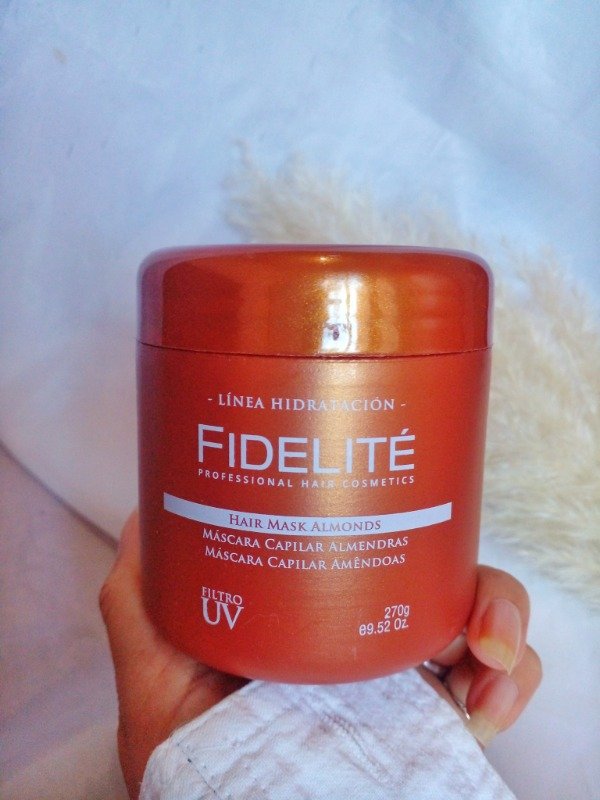 - LÍNEA HIDRATACIÓN -
FIDELITÉ
PROFESSIONAL HAIR COSMETICS
HAIR MASK ALMONDS
MÁSCARA CAPILAR ALMENDRAS
MÁSCARA CAPILAR AMÊNDOAS
FILTRO
UV
270g
e9.52 Oz.